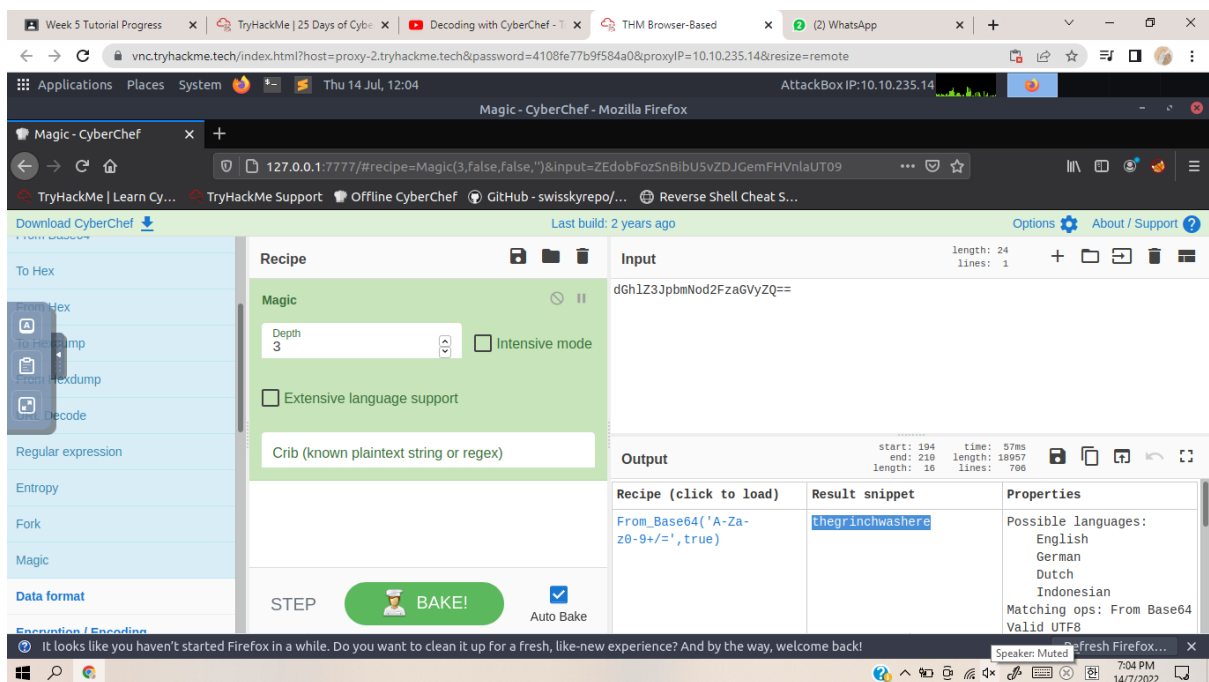 Week 5 Tutorial Progress
TryHackMe | 25 Days of Cybe
Decoding with CyberChef - T
THM Browser-Based
(2) WhatsApp
vnc.tryhackme.tech/index.html?host=proxy-2.tryhackme.tech&password=4108fe77b9f584a0&proxyIP=10.10.235.14&resize=remote
Applications Places System Thu 14 Jul, 12:04 AttackBox IP:10.10.235.14
Magic - CyberChef - Mozilla Firefox
Magic - CyberChef
127.0.0.1:7777/#recipe=Magic(3,false,false,'')&input=ZEdobFozSnBibU5vZDJGemFHVnlaUT09
TryHackMe | Learn Cy... TryHackMe Support Offline CyberChef GitHub - swisskyrepo/... Reverse Shell Cheat S...
Download CyberChef Last build: 2 years ago Options About / Support
From Base64
To Hex
From Hex
To Hexdump
From Hexdump
URL Decode
Regular expression
Entropy
Fork
Magic
Data format
Encryption / Encoding
Recipe
Magic
Depth
3
Intensive mode
Extensive language support
Crib (known plaintext string or regex)
STEP
BAKE!
Auto Bake
Input
length: 24
lines: 1
dGhlZ3JpbmNod2FzaGVyZQ==
Output
start: 194 time: 57ms
end: 210 length: 18957
length: 16 lines: 706
Recipe (click to load) Result snippet Properties
From_Base64('A-Za-
z0-9+/=',true)
thegrinchwashere
Possible languages:
English
German
Dutch
Indonesian
Matching ops: From Base64
Valid UTF8
It looks like you haven't started Firefox in a while. Do you want to clean it up for a fresh, like-new experience? And by the way, welcome back! Refresh Firefox...
Speaker: Muted
7:04 PM
14/7/2022